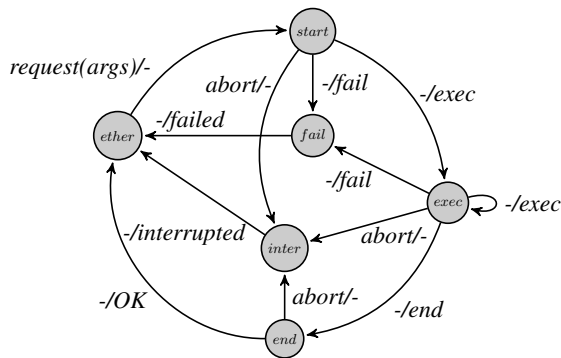 start
request(args)/-
abort/-
-/fail
-/exec
-/failed
ether
fail
-/fail
exec
-/exec
-/interrupted
inter
abort/-
-/OK
abort/-
-/end
end